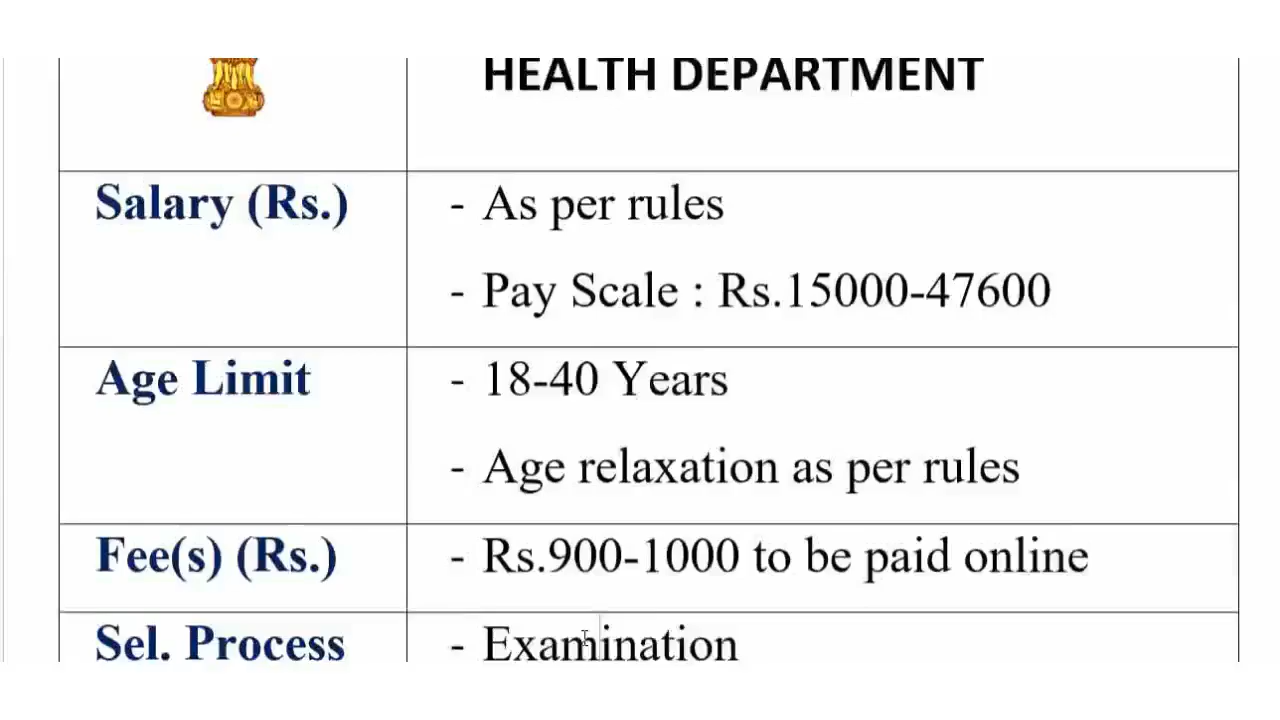 HEALTH DEPARTMENT
Salary (Rs.)
- As per rules
- Pay Scale : Rs.15000-47600
Age Limit
- 18-40 Years
- Age relaxation as per rules
Fee(s) (Rs.)
- Rs.900-1000 to be paid online
Sel. Process
- Examination